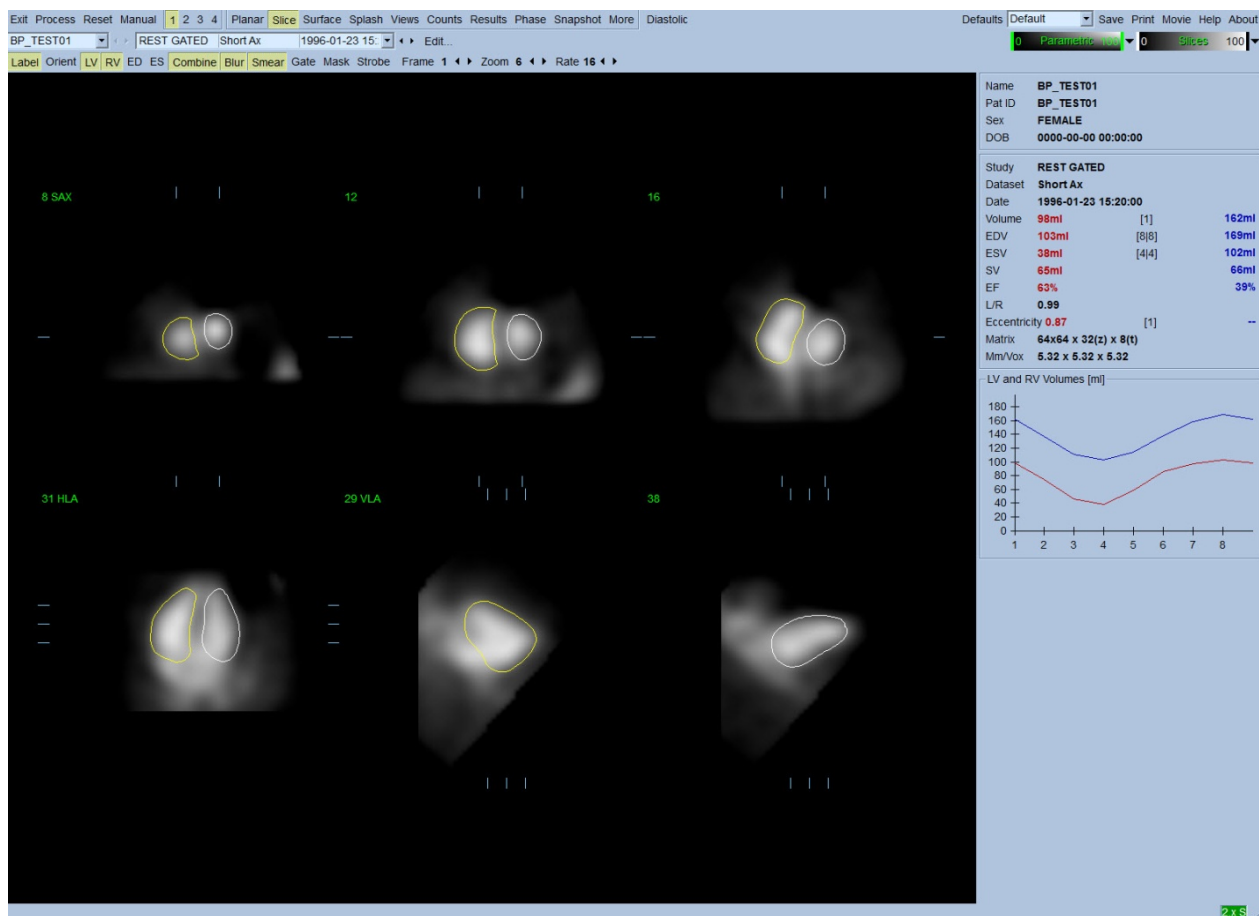 Exit Process Reset Manual 1 2 3 4 Planar Slice Surface Splash Views Counts Results Phase Snapshot More Diastolic Defaults Default Save Print Movie Help About
BP_TEST01 REST GATED Short Ax 1996-01-23 15: Edit... 0 Parametric 100 0 Slices 100
Label Orient LV RV ED ES Combine Blur Smear Gate Mask Strobe Frame 1 Zoom 6 Rate 16
8 SAX 12 16
31 HLA 29 VLA 38
Name BP_TEST01
Pat ID BP_TEST01
Sex FEMALE
DOB 0000-00-00 00:00:00
Study REST GATED
Dataset Short Ax
Date 1996-01-23 15:20:00
Volume 98ml [1] 162ml
EDV 103ml [8|8] 169ml
ESV 38ml [4|4] 102ml
SV 65ml 66ml
EF 63% 39%
L/R 0.99
Eccentricity 0.87 [1] --
Matrix 64x64 x 32(z) x 8(t)
Mm/Vox 5.32 x 5.32 x 5.32
LV and RV Volumes [ml]
180
160
140
120
100
80
60
40
20
0
1 2 3 4 5 6 7 8
2 x S